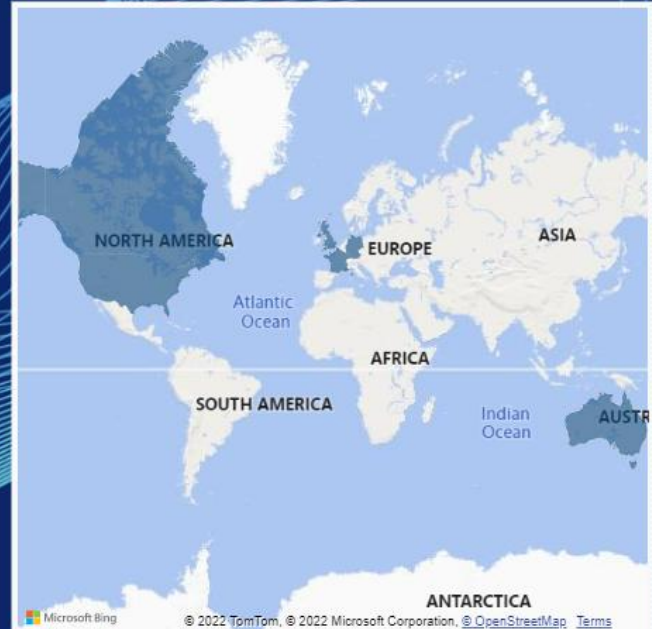 NORTH AMERICA
EUROPE
ASIA
Atlantic
Ocean
AFRICA
SOUTH AMERICA
Indian
Ocean
AUSTR
ANTARCTICA
Microsoft Bing
© 2022 TomTom, © 2022 Microsoft Corporation, © OpenStreetMap Terms